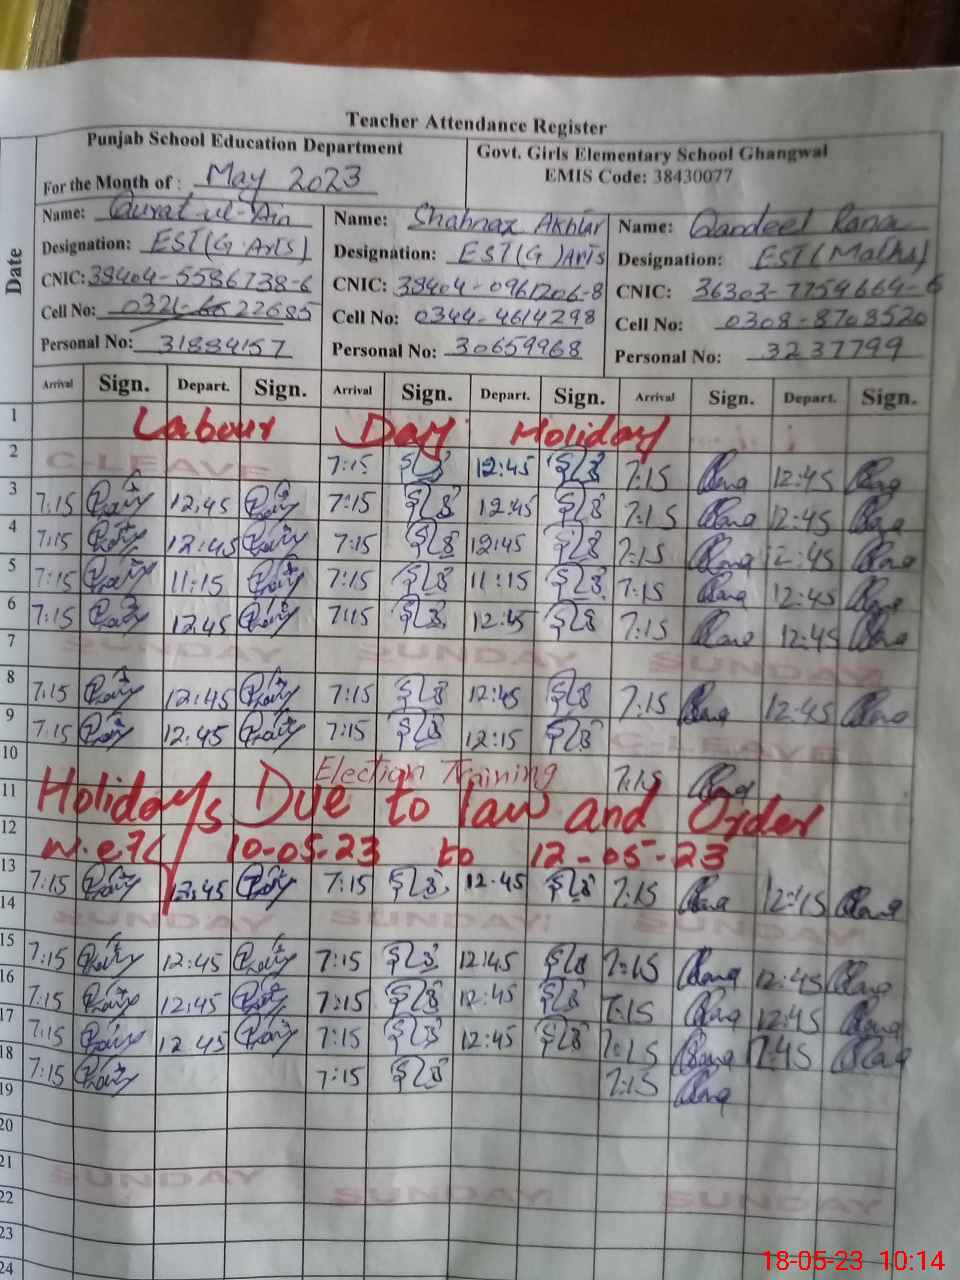 Teacher Attendance Register
Punjab School Education Department
Govt. Girls Elementary School Ghangwal
For the Month of : May 2023
EMIS Code: 38430077
Date
Name: Qurat-ul-Ain
Name: Shahnaz Akhtar
Name: Qandeel Rana
Designation: EST(G.Arts)
Designation: EST(G)Arts
Designation: EST(Maths)
CNIC: 38404-5586738-6
CNIC: 38404-0961206-8
CNIC: 36303-7754664-6
Cell No:
Cell No: 0344-4614298
Cell No: 0308-8708520
Personal No: 31884157
Personal No: 30659968
Personal No: 3237799
Arrival Sign. Depart. Sign. Arrival Sign. Depart. Sign. Arrival Sign. Depart. Sign.
1 Labour Day Holiday
2 C-LEAVE 7:15 12:45 7:15 12:45
3 7:15 12:45 7:15 12:45 7:15 12:45
4 7:15 12:45 7:15 12:45 7:15 12:45
5 7:15 11:15 7:15 11:15 7:15 12:45
6 7:15 12:45 7:15 12:45 7:15 12:45
7 SUNDAY SUNDAY SUNDAY
8 7:15 12:45 7:15 12:45 7:15 12:45
9 7:15 12:45 7:15 12:15 C-LEAVE
10 Election Training 7:15
11 Holidays Due to law and Order
12 w.e.f 10-05-23 to 12-05-23
13 7:15 12:45 7:15 12:45 7:15 12:15
14 SUNDAY SUNDAY SUNDAY
15 7:15 12:45 7:15 12:45 7:15 12:45
16 7:15 12:45 7:15 12:45 7:15 12:45
17 7:15 12:45 7:15 12:45 7:15 12:45
18 7:15 7:15 7:15
19
20
21 SUNDAY SUNDAY SUNDAY
22
23
24
18-05-23 10:14